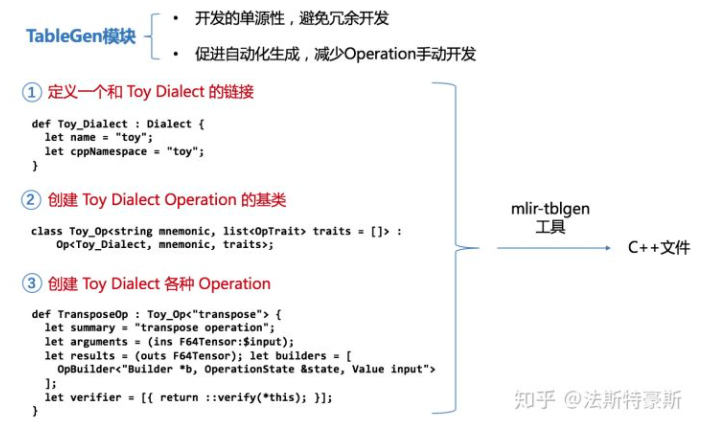 TableGen模块
• 开发的单源性，避免冗余开发
• 促进自动化生成，减少Operation手动开发
① 定义一个和 Toy Dialect 的链接
def Toy_Dialect : Dialect {
  let name = "toy";
  let cppNamespace = "toy";
}
② 创建 Toy Dialect Operation 的基类
class Toy_Op<string mnemonic, list<OpTrait> traits = []> :
    Op<Toy_Dialect, mnemonic, traits>;
③ 创建 Toy Dialect 各种 Operation
def TransposeOp : Toy_Op<"transpose"> {
  let summary = "transpose operation";
  let arguments = (ins F64Tensor:$input);
  let results = (outs F64Tensor); let builders = [
    OpBuilder<"Builder *b, OperationState &state, Value input">
  ];
  let verifier = [{ return ::verify(*this); }];
}
mlir-tblgen
工具
C++文件
知乎 @法斯特豪斯